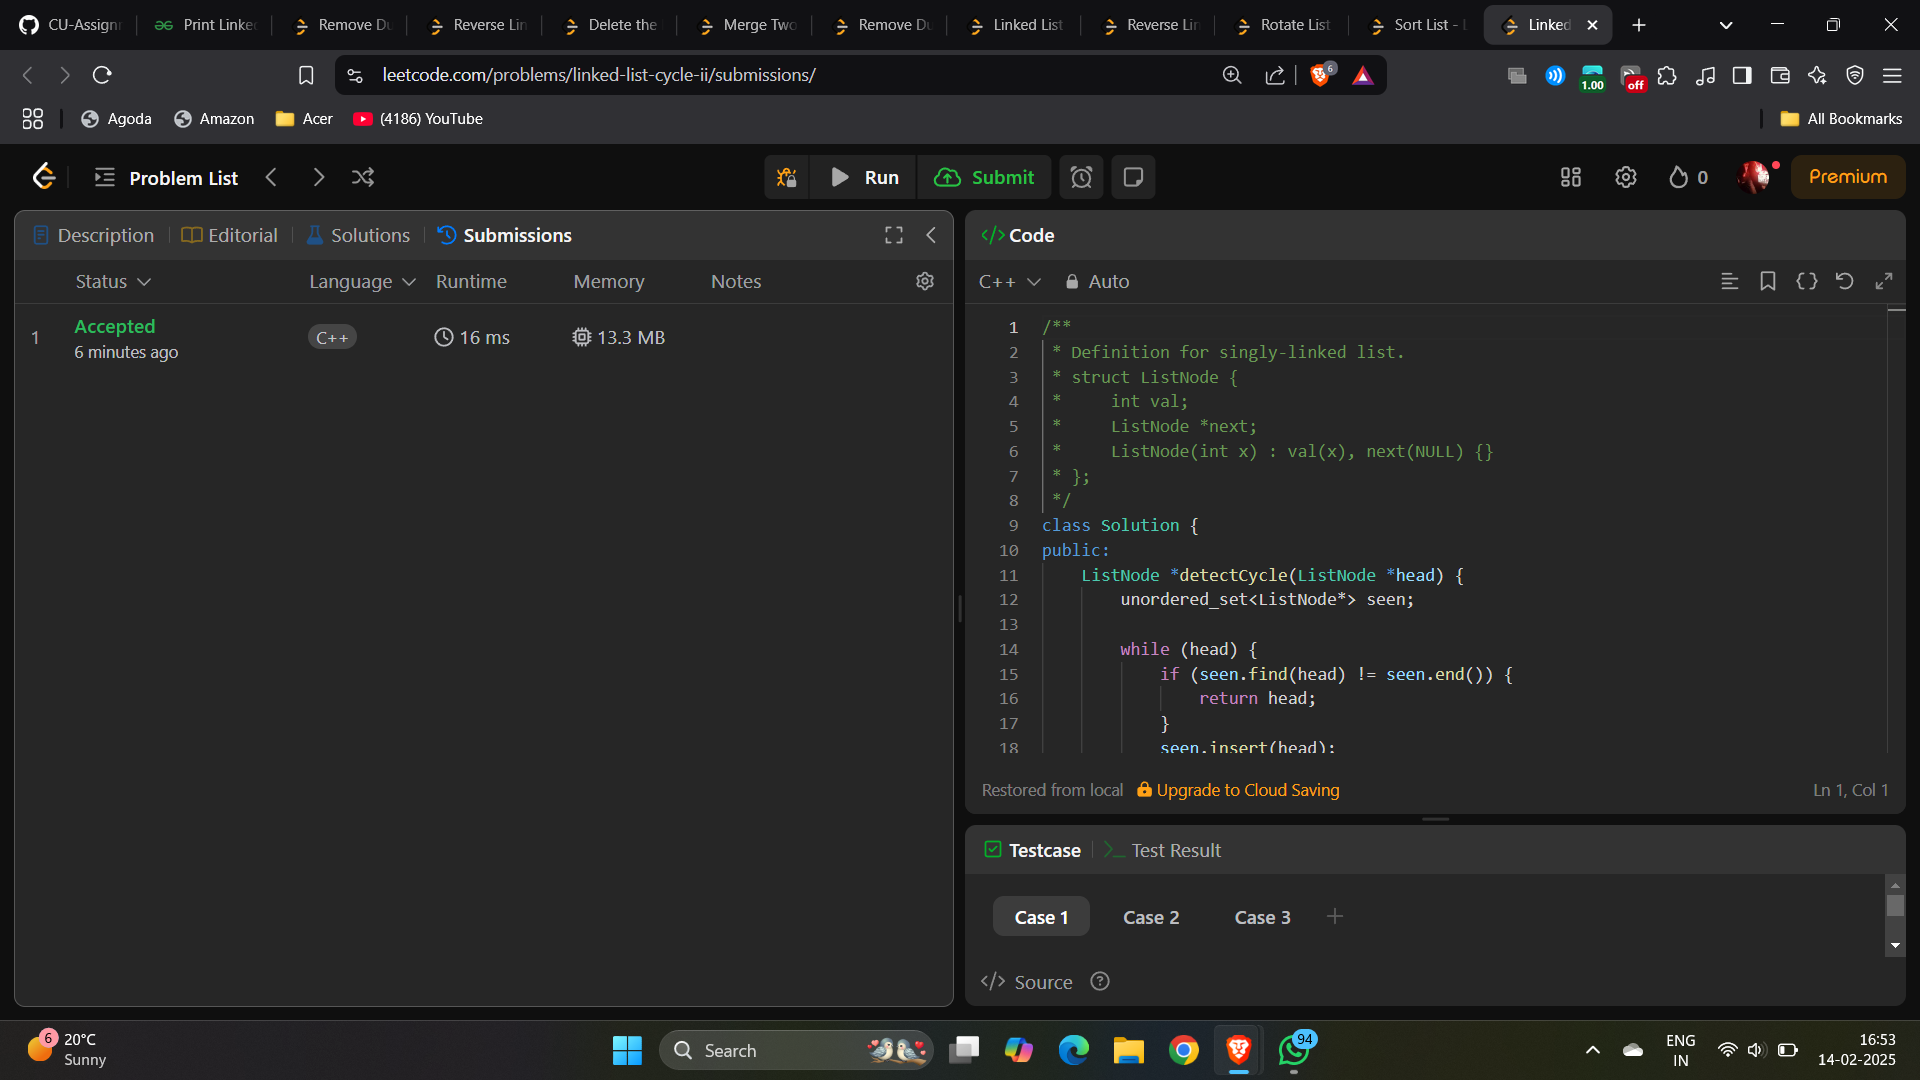 CU-Assign
Print Linke
Remove Du
Reverse Lin
Delete the
Merge Two
Remove Du
Linked List
Reverse Lin
Rotate List
Sort List - L
Linked
leetcode.com/problems/linked-list-cycle-ii/submissions/
6
1.00
off
Agoda
Amazon
Acer
(4186) YouTube
All Bookmarks
Problem List
Run
Submit
0
Premium
Description
Editorial
Solutions
Submissions
Status
Language
Runtime
Memory
Notes
1
Accepted
6 minutes ago
C++
16 ms
13.3 MB
</> Code
C++
Auto
1 /**
2 * Definition for singly-linked list.
3 * struct ListNode {
4 *     int val;
5 *     ListNode *next;
6 *     ListNode(int x) : val(x), next(NULL) {}
7 * };
8 */
9 class Solution {
10 public:
11     ListNode *detectCycle(ListNode *head) {
12         unordered_set<ListNode*> seen;
13
14         while (head) {
15             if (seen.find(head) != seen.end()) {
16                 return head;
17             }
18             seen.insert(head);
Restored from local
Upgrade to Cloud Saving
Ln 1, Col 1
Testcase
Test Result
Case 1
Case 2
Case 3
</> Source
6
20°C
Sunny
Search
94
ENG
IN
16:53
14-02-2025